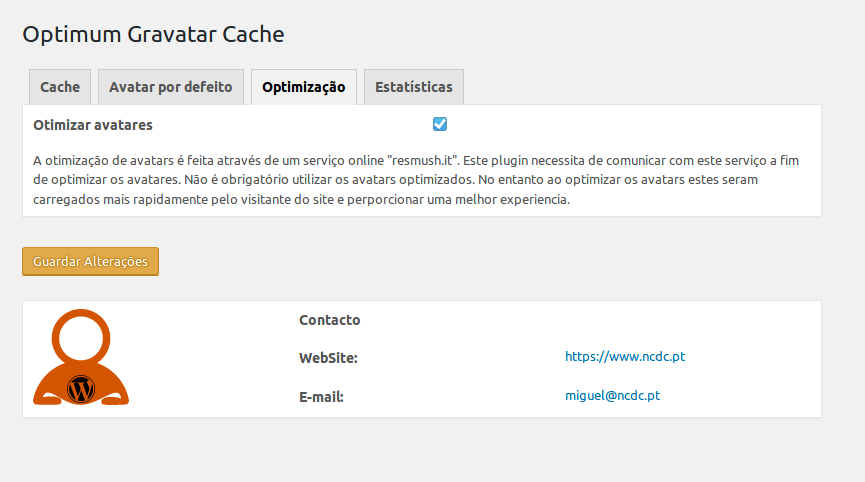 Optimum Gravatar Cache
Cache
Avatar por defeito
Optimização
Estatísticas
Otimizar avatares
A otimização de avatars é feita através de um serviço online "resmush.it". Este plugin necessita de comunicar com este serviço a fim
de optimizar os avatares. Não é obrigatório utilizar os avatars optimizados. No entanto ao optimizar os avatars estes seram
carregados mais rapidamente pelo visitante do site e perporcionar uma melhor experiencia.
Guardar Alterações
Contacto
WebSite:
https://www.ncdc.pt
E-mail:
miguel@ncdc.pt